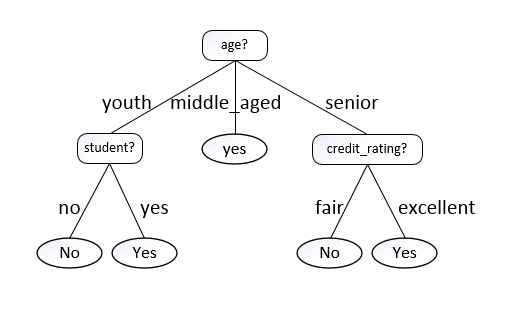 age?
youth middle_aged senior
student? yes credit_rating?
no yes fair excellent
No Yes No Yes